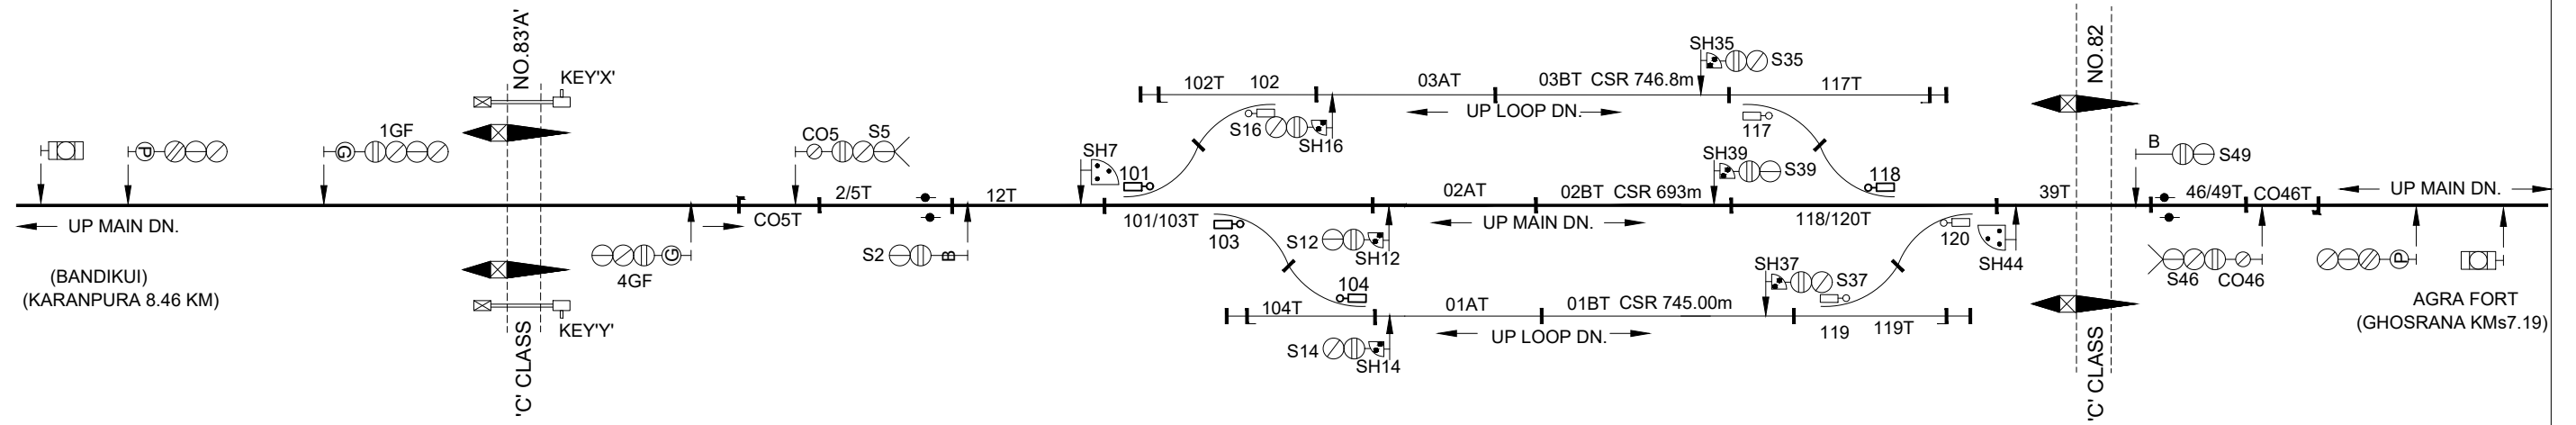 NO.83'A'
KEY'X'
1GF
P
G
CO5
S5
SH7
101
102T
102
S16
SH16
03AT
03BT CSR 746.8m
UP LOOP DN.
SH35
S35
117T
117
SH39
S39
118
NO.82
B
S49
UP MAIN DN.
CO5T
2/5T
12T
101/103T
02AT
02BT CSR 693m
UP MAIN DN.
118/120T
39T
46/49T
CO46T
UP MAIN DN.
(BANDIKUI)
(KARANPURA 8.46 KM)
4GF
G
S2
B
103
S12
SH12
104
104T
S14
SH14
01AT
01BT CSR 745.00m
UP LOOP DN.
SH37
S37
119
119T
120
SH44
S46
CO46
P
AGRA FORT
(GHOSRANA KMs7.19)
KEY'Y'
'C' CLASS
'C' CLASS